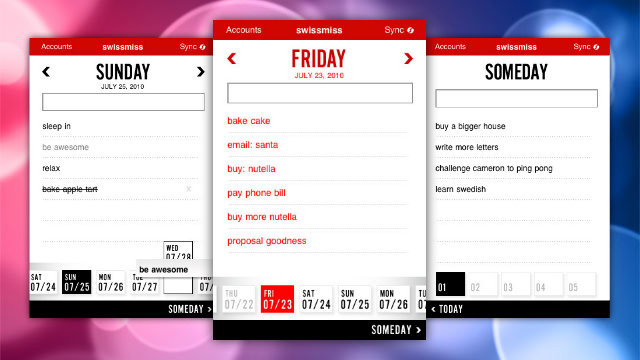 Accounts swissmiss Sync
SUNDAY
JULY 25, 2010
sleep in
be awesome
relax
bake apple tart x
WED
07/28
be awesome
SAT 07/24
SUN 07/25
MON 07/26
TUE 07/27
THU
SOMEDAY >
Accounts swissmiss Sync
FRIDAY
JULY 23, 2010
bake cake
email: santa
buy: nutella
pay phone bill
buy more nutella
proposal goodness
THU 07/22
FRI 07/23
SAT 07/24
SUN 07/25
MON 07/26
SOMEDAY >
Accounts swissmiss Sync
SOMEDAY
buy a bigger house
write more letters
challenge cameron to ping pong
learn swedish
01 02 03 04 05
< TODAY